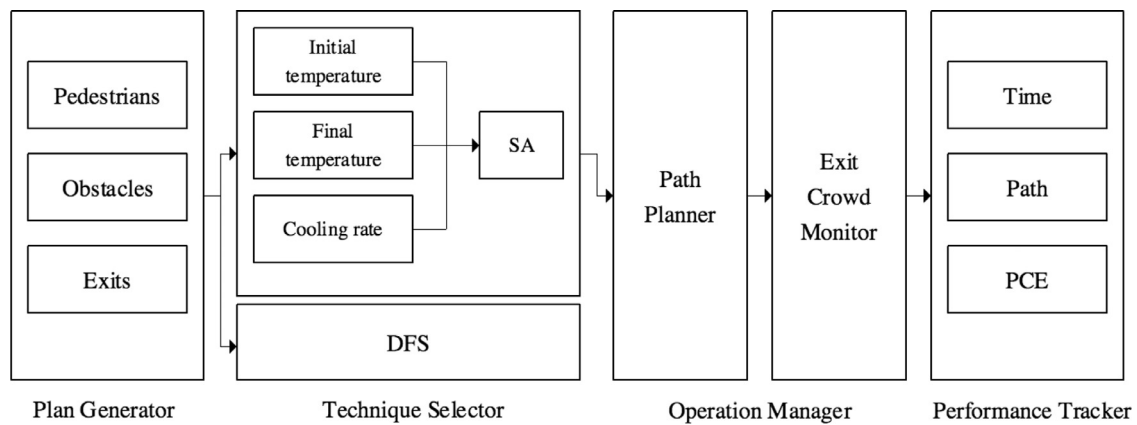 Pedestrians
Obstacles
Exits
Plan Generator
Initial
temperature
Final
temperature
Cooling rate
SA
DFS
Technique Selector
Path
Planner
Exit
Crowd
Monitor
Operation Manager
Time
Path
PCE
Performance Tracker